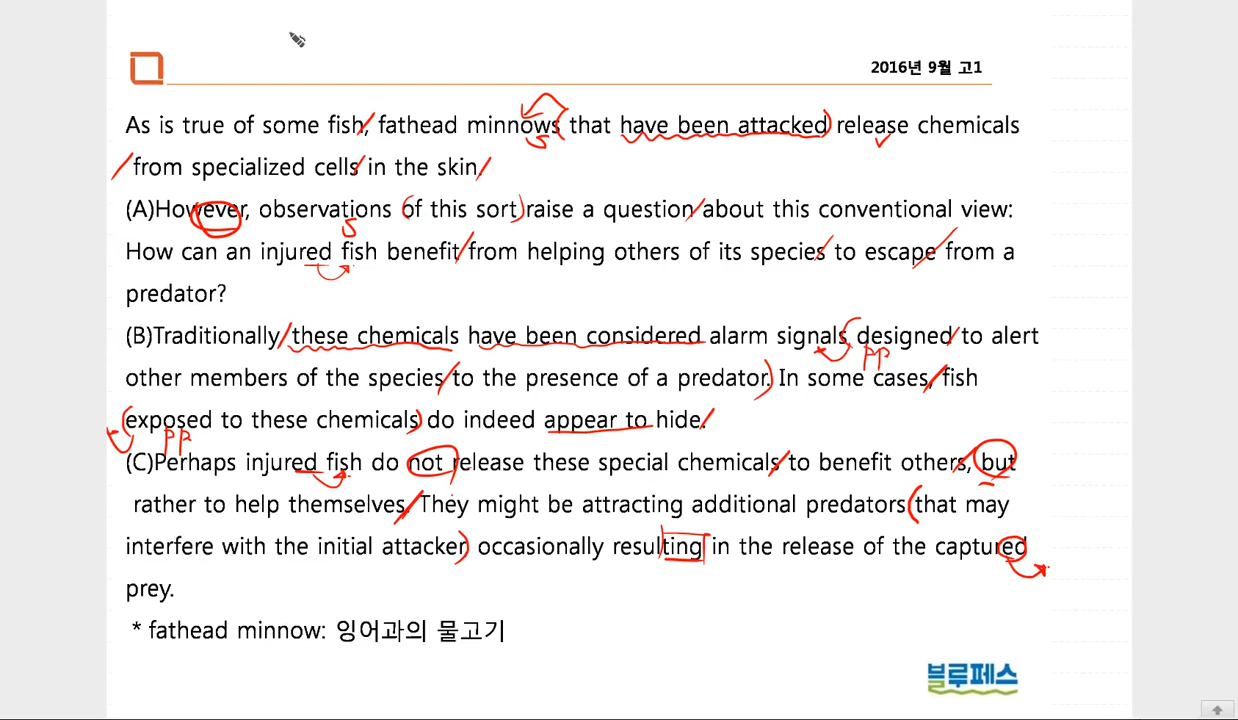 2016년 9월 고1
As is true of some fish, fathead minnows that have been attacked release chemicals
S
from specialized cells in the skin.
(A)However, observations of this sort raise a question about this conventional view:
S
How can an injured fish benefit from helping others of its species to escape from a
predator?
(B)Traditionally these chemicals have been considered alarm signals designed to alert
pp
other members of the species to the presence of a predator. In some cases, fish
exposed to these chemicals do indeed appear to hide.
pp
(C)Perhaps injured fish do not release these special chemicals to benefit others, but
rather to help themselves. They might be attracting additional predators that may
interfere with the initial attacker occasionally resulting in the release of the captured
prey.
* fathead minnow: 잉어과의 물고기
블루페스